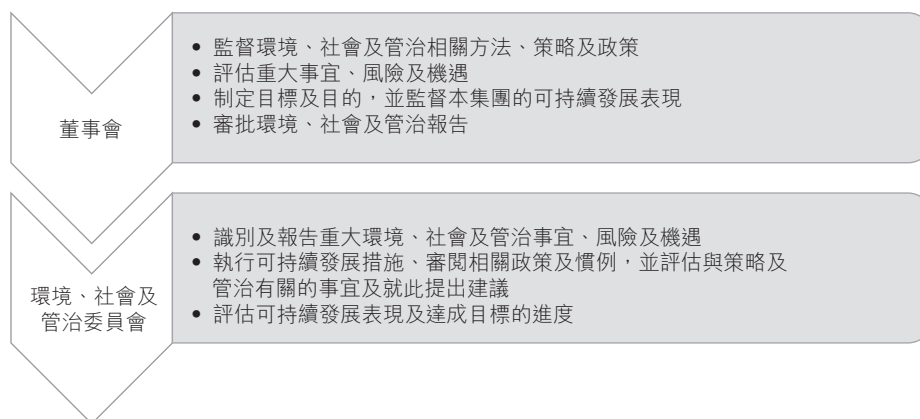 董事會
• 監督環境、社會及管治相關方法、策略及政策
• 評估重大事宜、風險及機遇
• 制定目標及目的，並監督本集團的可持續發展表現
• 審批環境、社會及管治報告
環境、社會及
管治委員會
• 識別及報告重大環境、社會及管治事宜、風險及機遇
• 執行可持續發展措施、審閱相關政策及慣例，並評估與策略及
管治有關的事宜及就此提出建議
• 評估可持續發展表現及達成目標的進度